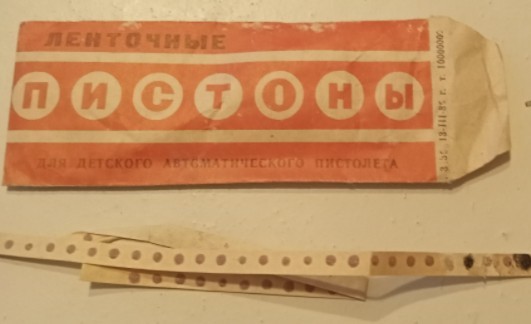 ЛЕНТОЧНЫЕ
ПИСТОНЫ
ДЛЯ ДЕТСКОГО АВТОМАТИЧЕСКОГО ПИСТОЛЕТА